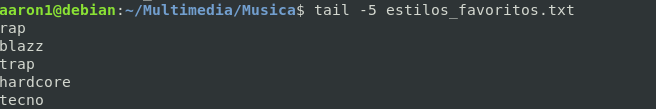 aaron1@debian:~/Multimedia/Musica$ tail -5 estilos_favoritos.txt
rap
blazz
trap
hardcore
tecno